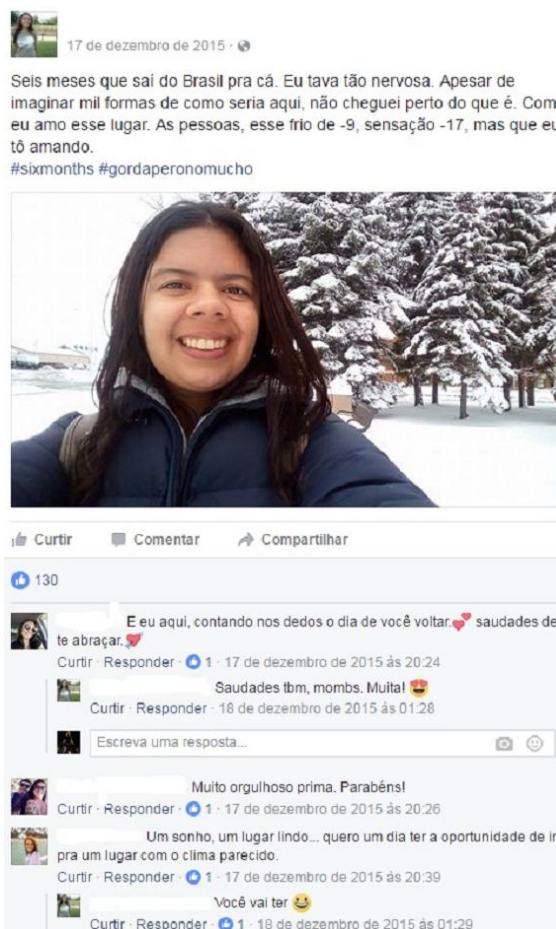 17 de dezembro de 2015 ·
Seis meses que saí do Brasil pra cá. Eu tava tão nervosa. Apesar de
imaginar mil formas de como seria aqui, não cheguei perto do que é. Com
eu amo esse lugar. As pessoas, esse frio de -9, sensação -17, mas que eu
tô amando.
#sixmonths #gordaperonomucho
Curtir Comentar Compartilhar
130
E eu aqui, contando nos dedos o dia de você voltar. saudades de
te abraçar.
Curtir · Responder · 1 · 17 de dezembro de 2015 às 20:24
Saudades tbm, mombs. Muita!
Curtir · Responder · 18 de dezembro de 2015 às 01:28
Escreva uma resposta...
Muito orgulhoso prima. Parabéns!
Curtir · Responder · 1 · 17 de dezembro de 2015 às 20:26
Um sonho, um lugar lindo... quero um dia ter a oportunidade de ir
pra um lugar com o clima parecido.
Curtir · Responder · 1 · 17 de dezembro de 2015 às 20:39
Você vai ter
Curtir · Responder · 1 · 18 de dezembro de 2015 às 01:29